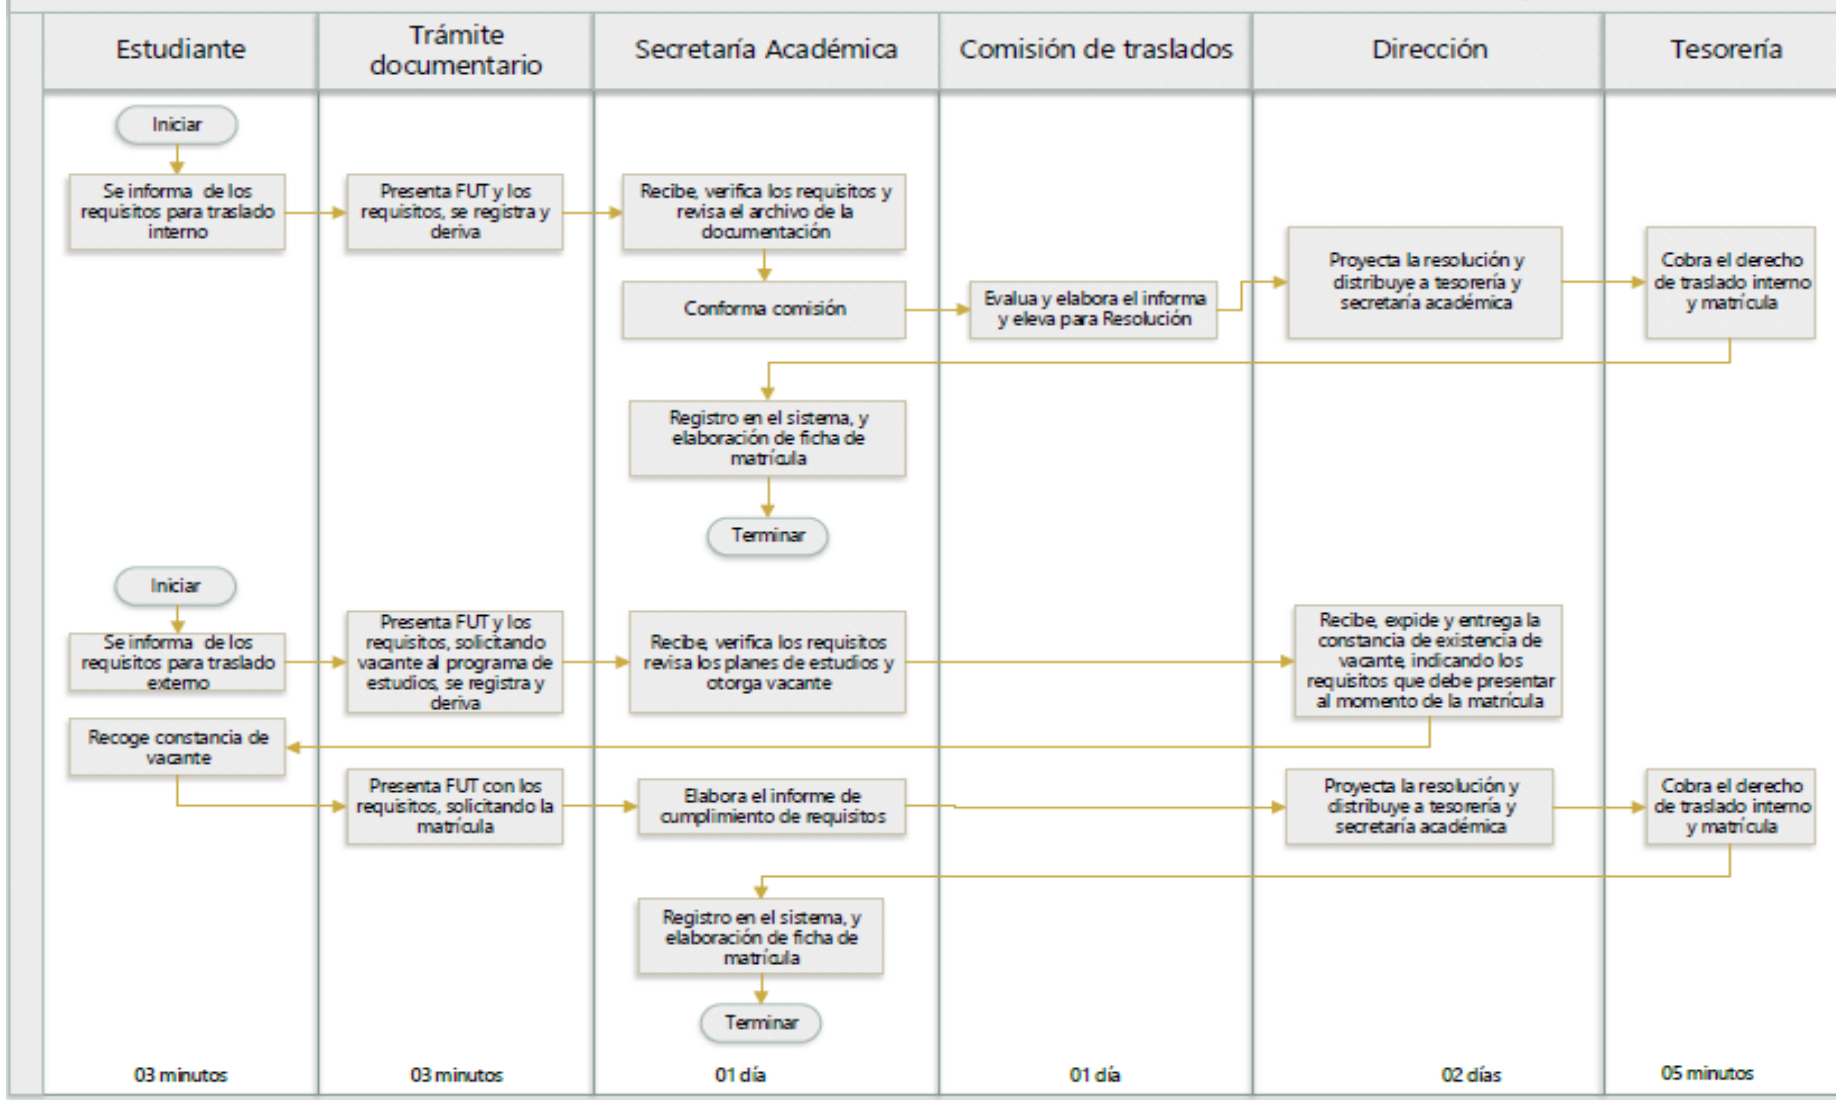 Estudiante
Trámite
documentario
Secretaría Académica
Comisión de traslados
Dirección
Tesorería
Iniciar
Se informa de los
requisitos para traslado
interno
Presenta FUT y los
requisitos, se registra y
deriva
Recibe, verifica los requisitos y
revisa el archivo de la
documentación
Conforma comisión
Evalua y elabora el informa
y eleva para Resolución
Proyecta la resolución y
distribuye a tesorería y
secretaría académica
Cobra el derecho
de traslado interno
y matrícula
Registro en el sistema, y
elaboración de ficha de
matrícula
Terminar
Iniciar
Se informa de los
requisitos para traslado
externo
Presenta FUT y los
requisitos, solicitando
vacante al programa de
estudios, se registra y
deriva
Recibe, verifica los requisitos
revisa los planes de estudios y
otorga vacante
Recibe, expide y entrega la
constancia de existencia de
vacante, indicando los
requisitos que debe presentar
al momento de la matrícula
Recoge constancia de
vacante
Presenta FUT con los
requisitos, solicitando la
matrícula
Elabora el informe de
cumplimiento de requisitos
Proyecta la resolución y
distribuye a tesorería y
secretaría académica
Cobra el derecho
de traslado interno
y matrícula
Registro en el sistema, y
elaboración de ficha de
matrícula
Terminar
03 minutos
03 minutos
01 día
01 día
02 días
05 minutos